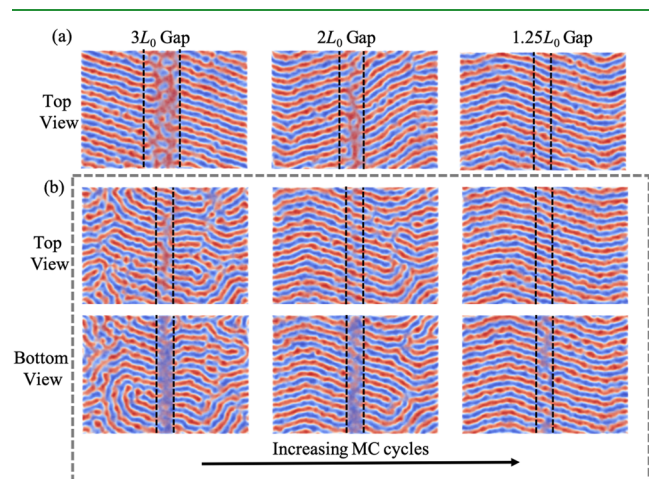 (a)
3L₀ Gap
2L₀ Gap
1.25L₀ Gap
Top
View
(b)
Top
View
Bottom
View
Increasing MC cycles